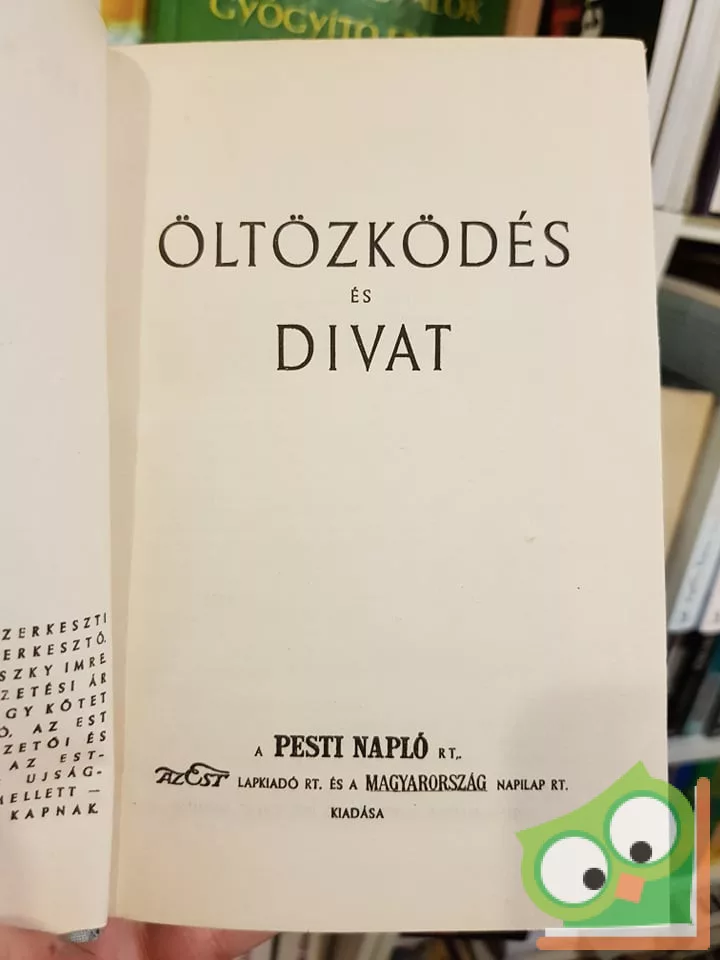 GYÓGYÍTÓ
ZERKESZTI
ERKESZTŐ.
SZKY IMRE
ZETÉSI ÁR
GY KÖTET
Ó, AZ EST
ZETŐI ÉS
AZ EST-
UJSÁG-
MELLETT —
KAPNAK.
ÖLTÖZKÖDÉS
ÉS
DIVAT
A PESTI NAPLÓ RT.,
AZ EST LAPKIADÓ RT. ÉS A MAGYARORSZÁG NAPILAP RT.
KIADÁSA